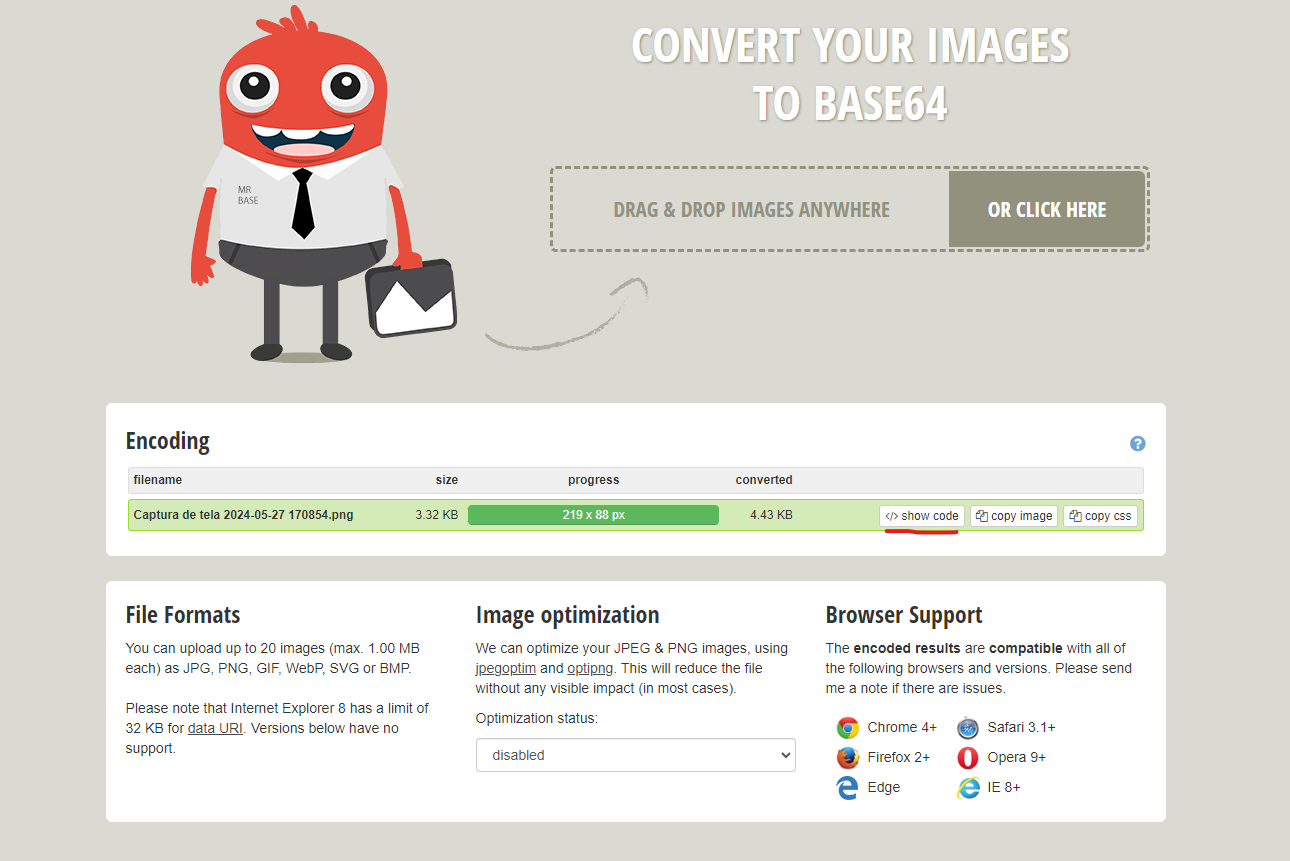 CONVERT YOUR IMAGES
TO BASE64
MR
BASE
DRAG & DROP IMAGES ANYWHERE
OR CLICK HERE
Encoding
?
filename size progress converted
Captura de tela 2024-05-27 170854.png 3.32 KB 219 x 88 px 4.43 KB </> show code copy image copy css
File Formats
You can upload up to 20 images (max. 1.00 MB
each) as JPG, PNG, GIF, WebP, SVG or BMP.
Please note that Internet Explorer 8 has a limit of
32 KB for data URI. Versions below have no
support.
Image optimization
We can optimize your JPEG & PNG images, using
jpegoptim and optipng. This will reduce the file
without any visible impact (in most cases).
Optimization status:
disabled
Browser Support
The encoded results are compatible with all of
the following browsers and versions. Please send
me a note if there are issues.
Chrome 4+ Safari 3.1+
Firefox 2+ Opera 9+
Edge IE 8+